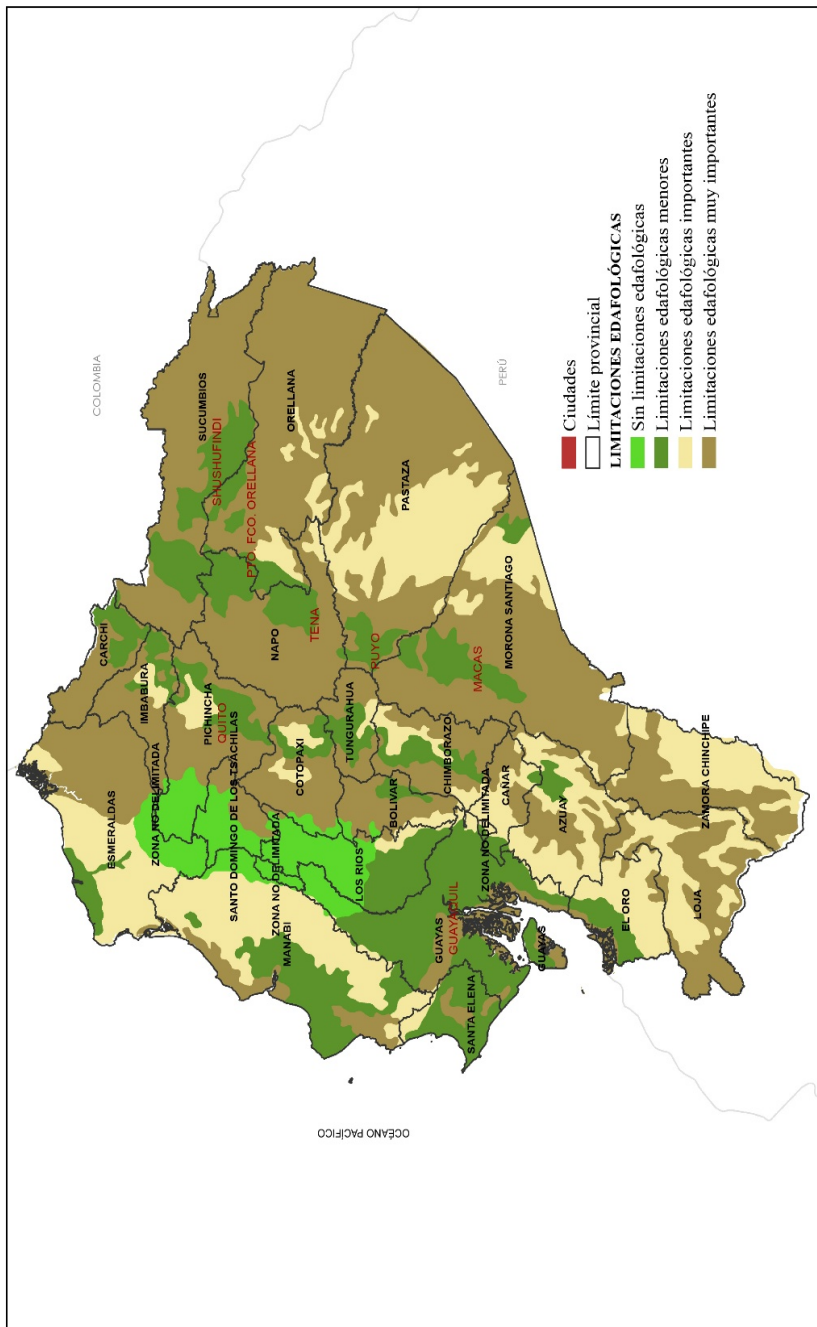 COLOMBIA
PERÚ
OCÉANO PACÍFICO
ESMERALDAS
CARCHI
IMBABURA
SUCUMBIOS
SHUSHUFINDI
ZONA NO DELIMITADA
PICHINCHA
QUITO
PTO. FCO. ORELLANA
ORELLANA
NAPO
TENA
SANTO DOMINGO DE LOS TSACHILAS
COTOPAXI
ZONA NO DELIMITADA
MANABI
TUNGURAHUA
PUYO
PASTAZA
LOS RIOS
BOLIVAR
CHIMBORAZO
GUAYAS
GUAYAQUIL
SANTA ELENA
MACAS
MORONA SANTIAGO
ZONA NO DELIMITADA
CAÑAR
GUAYAS
AZUAY
EL ORO
LOJA
ZAMORA CHINCHIPE
Ciudades
Límite provincial
LIMITACIONES EDAFOLÓGICAS
Sin limitaciones edafológicas
Limitaciones edafológicas menores
Limitaciones edafológicas importantes
Limitaciones edafológicas muy importantes